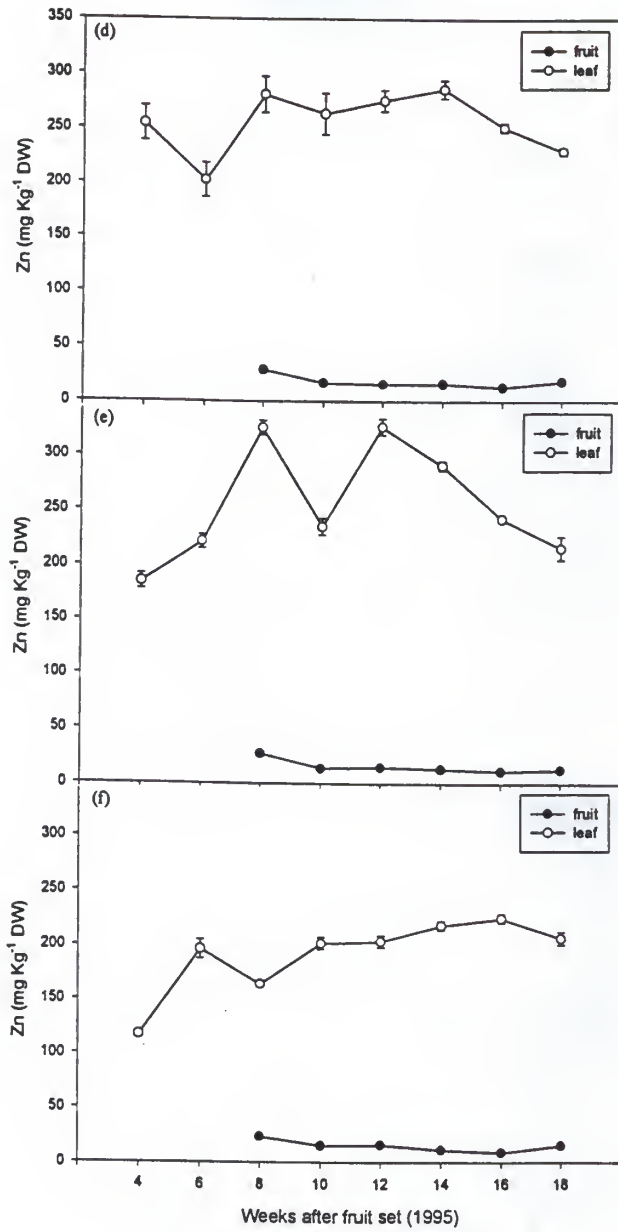 (d)
fruit
leaf
350
300
250
200
150
100
50
0
Zn (mg Kg⁻¹ DW)
(e)
fruit
leaf
300
250
200
150
100
50
0
Zn (mg Kg⁻¹ DW)
(f)
fruit
leaf
300
250
200
150
100
50
0
Zn (mg Kg⁻¹ DW)
4 6 8 10 12 14 16 18
Weeks after fruit set (1995)